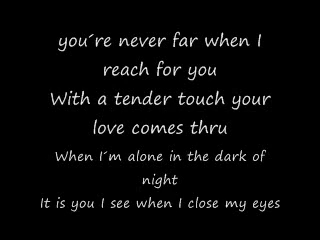 you´re never far when I
reach for you
With a tender touch your
love comes thru
When I´m alone in the dark of
night
It is you I see when I close my eyes